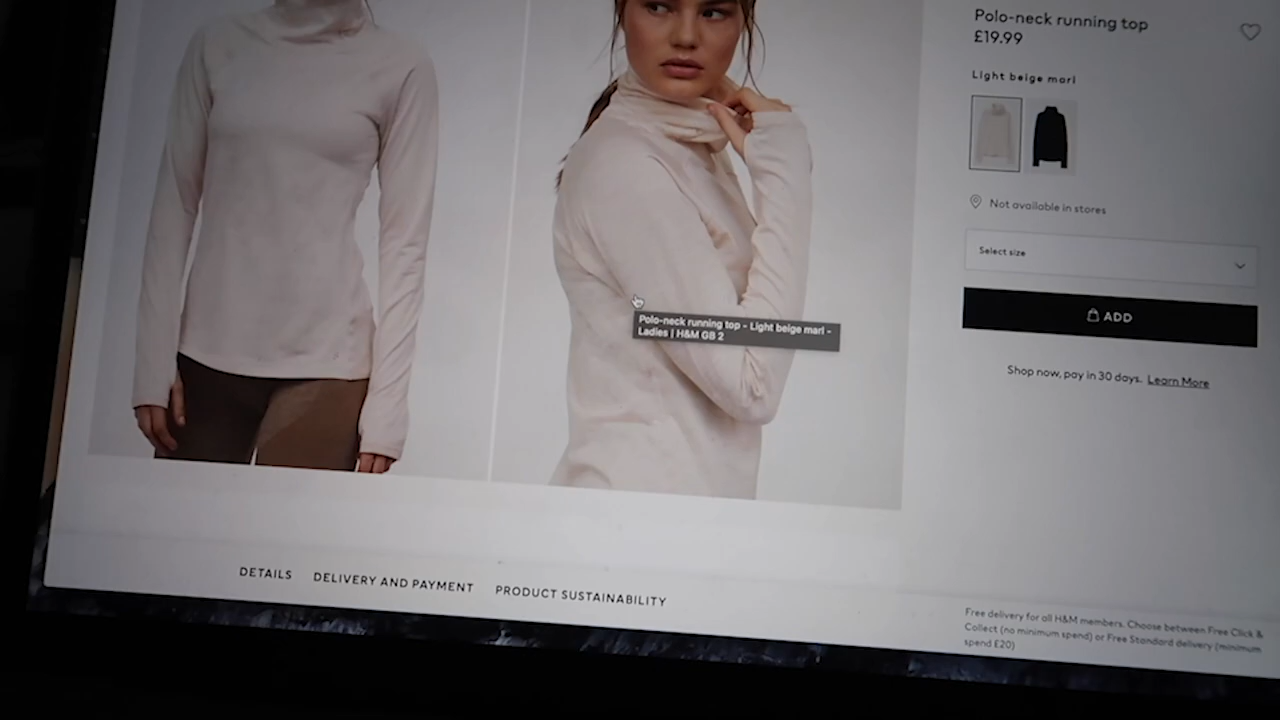 Polo-neck running top
£19.99
Light beige marl
Not available in stores
Select size
ADD
Polo-neck running top - Light beige marl -
Ladies | H&M GB 2
Shop now, pay in 30 days. Learn More
DETAILS DELIVERY AND PAYMENT PRODUCT SUSTAINABILITY
Free delivery for all H&M members. Choose between Free Click &
Collect (no minimum spend) or Free Standard delivery (minimum
spend £20)